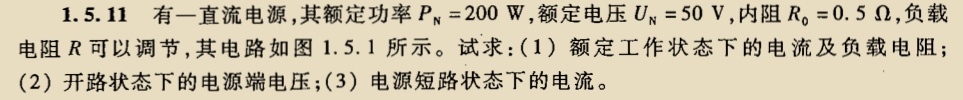 1.5.11 有一直流电源,其额定功率 P_N = 200 W,额定电压 U_N = 50 V,内阻 R_0 = 0.5 Ω,负载
电阻 R 可以调节,其电路如图 1.5.1 所示。试求:(1) 额定工作状态下的电流及负载电阻;
(2) 开路状态下的电源端电压;(3) 电源短路状态下的电流。